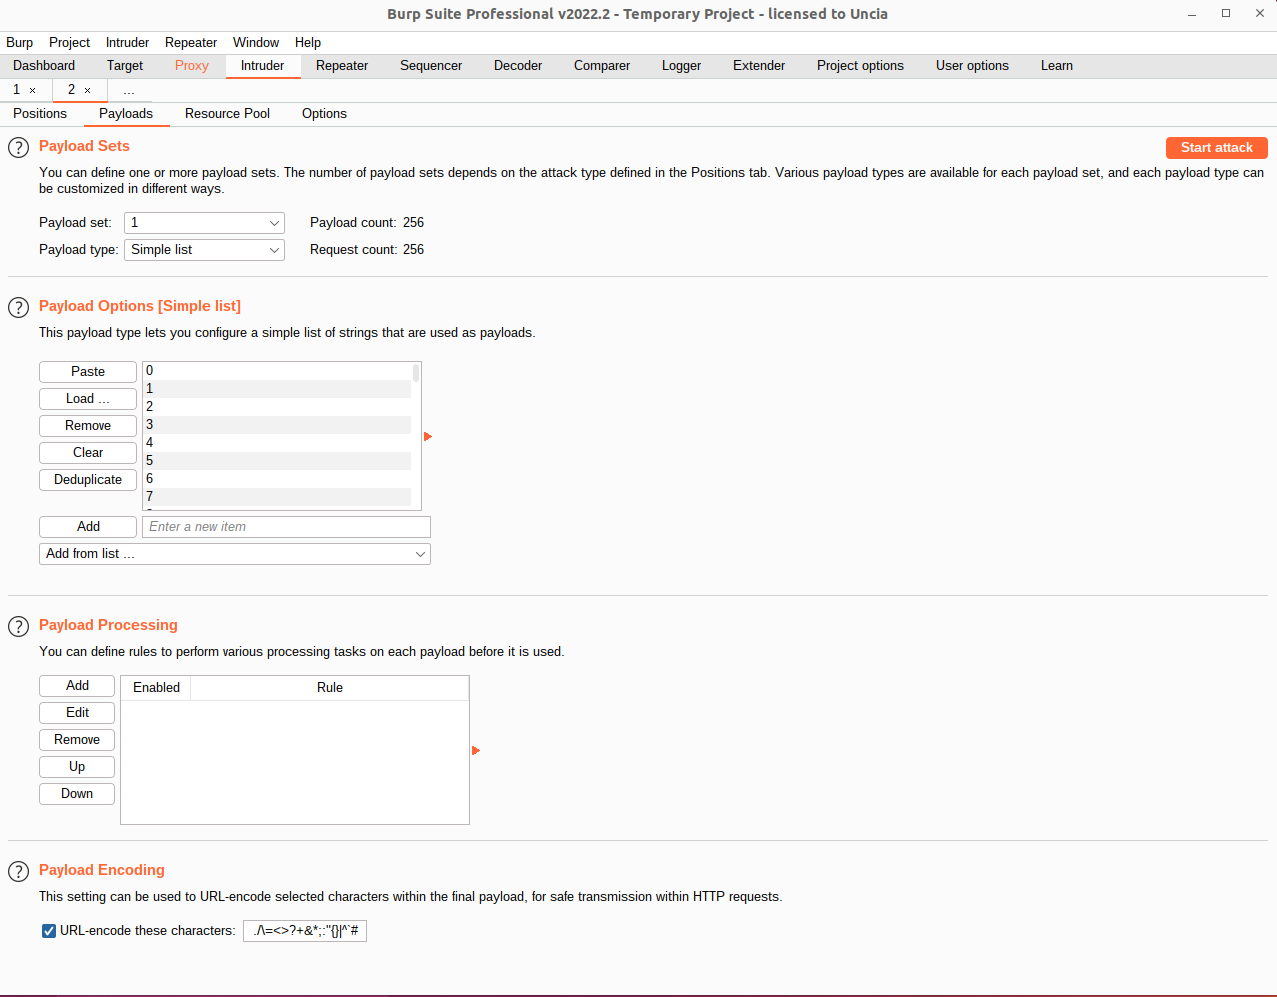 Burp Suite Professional v2022.2 - Temporary Project - licensed to Uncia
Burp Project Intruder Repeater Window Help
Dashboard Target Proxy Intruder Repeater Sequencer Decoder Comparer Logger Extender Project options User options Learn
1 × 2 × ...
Positions Payloads Resource Pool Options
? Payload Sets Start attack
You can define one or more payload sets. The number of payload sets depends on the attack type defined in the Positions tab. Various payload types are available for each payload set, and each payload type can
be customized in different ways.
Payload set: 1 Payload count: 256
Payload type: Simple list Request count: 256
? Payload Options [Simple list]
This payload type lets you configure a simple list of strings that are used as payloads.
Paste
Load ...
Remove
Clear
Deduplicate
0
1
2
3
4
5
6
7
Add Enter a new item
Add from list ...
? Payload Processing
You can define rules to perform various processing tasks on each payload before it is used.
Add
Edit
Remove
Up
Down
Enabled Rule
? Payload Encoding
This setting can be used to URL-encode selected characters within the final payload, for safe transmission within HTTP requests.
URL-encode these characters: ./\=<>?+&*;:"{}|^`#